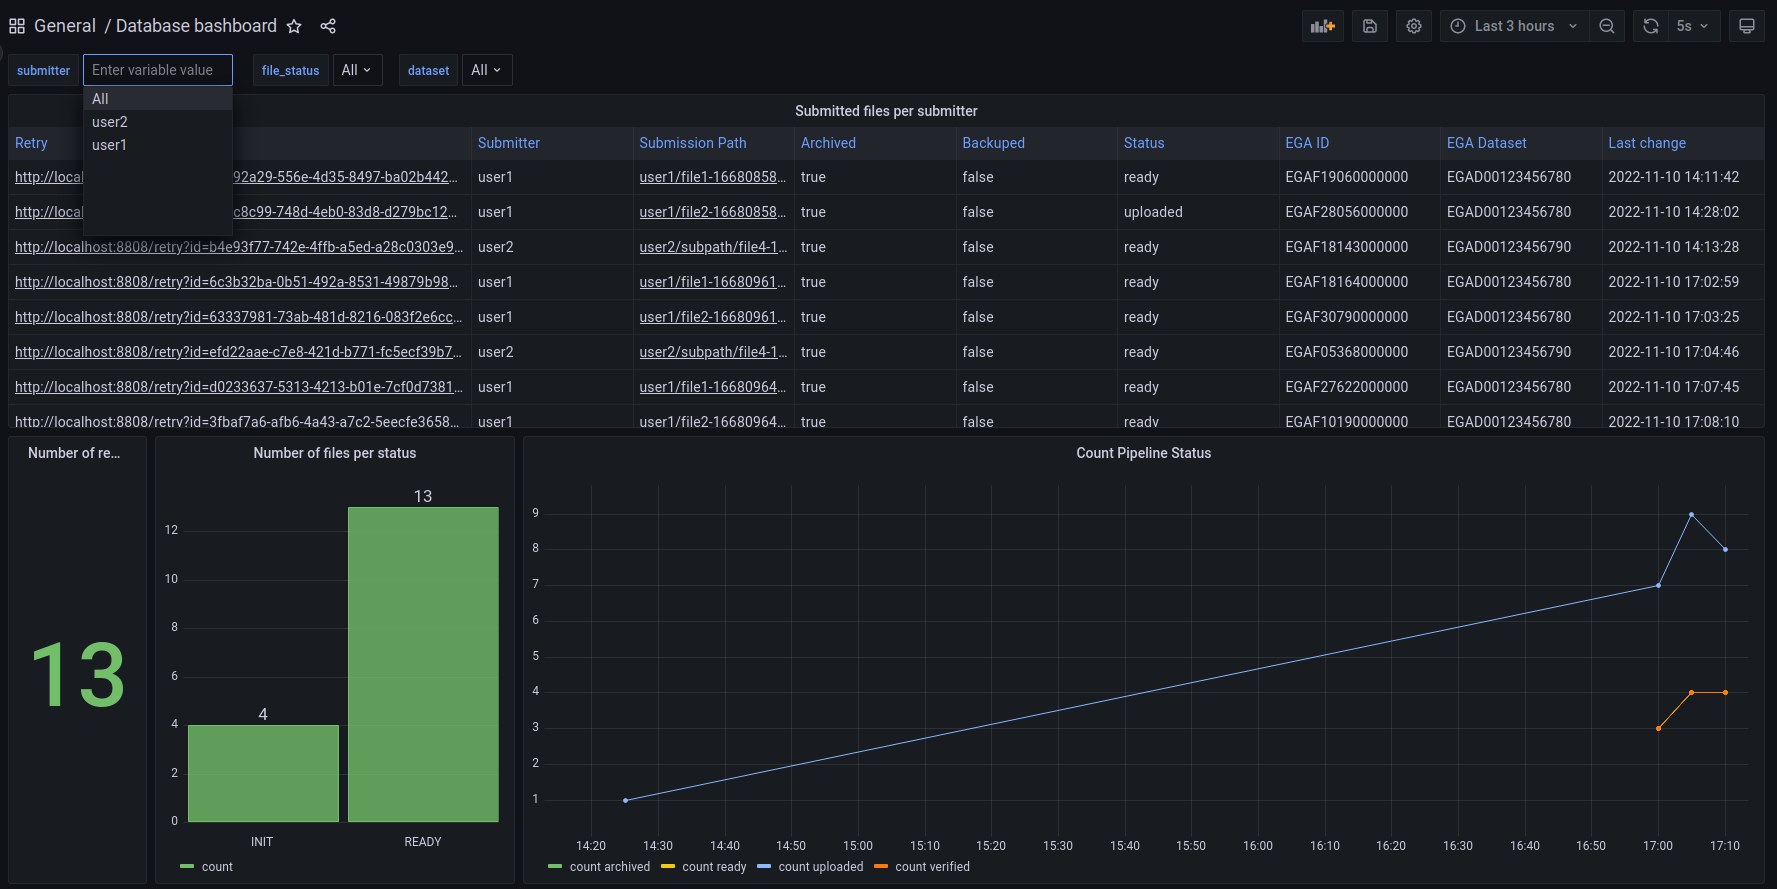 General / Database bashboard
Last 3 hours
5s
submitter
Enter variable value
file_status
All
dataset
All
All
user2
user1
Submitted files per submitter
Retry Submitter Submission Path Archived Backuped Status EGA ID EGA Dataset Last change
http://local 92a29-556e-4d35-8497-ba02b442... user1 user1/file1-16680858... true false ready EGAF19060000000 EGAD00123456780 2022-11-10 14:11:42
http://local c8c99-748d-4eb0-83d8-d279bc12... user1 user1/file2-16680858... true false uploaded EGAF28056000000 EGAD00123456780 2022-11-10 14:28:02
http://localhost:8808/retry?id=b4e93f77-742e-4ffb-a5ed-a28c0303e9... user2 user2/subpath/file4-1... true false ready EGAF18143000000 EGAD00123456790 2022-11-10 14:13:28
http://localhost:8808/retry?id=6c3b32ba-0b51-492a-8531-49879b98... user1 user1/file1-16680961... true false ready EGAF18164000000 EGAD00123456780 2022-11-10 17:02:59
http://localhost:8808/retry?id=63337981-73ab-481d-8216-083f2e6cc... user1 user1/file2-16680961... true false ready EGAF30790000000 EGAD00123456780 2022-11-10 17:03:25
http://localhost:8808/retry?id=efd22aae-c7e8-421d-b771-fc5ecf39b7... user2 user2/subpath/file4-1... true false ready EGAF05368000000 EGAD00123456790 2022-11-10 17:04:46
http://localhost:8808/retry?id=d0233637-5313-4213-b01e-7cf0d7381... user1 user1/file1-16680964... true false ready EGAF27622000000 EGAD00123456780 2022-11-10 17:07:45
http://localhost:8808/retry?id=3fbaf7a6-afb6-4a43-a7c2-5eecfe3658... user1 user1/file2-16680964... true false ready EGAF10190000000 EGAD00123456780 2022-11-10 17:08:10
Number of re...
13
Number of files per status
13
12
10
8
6
4
4
2
0
INIT READY
count
Count Pipeline Status
9
8
7
6
5
4
3
2
1
14:20 14:30 14:40 14:50 15:00 15:10 15:20 15:30 15:40 15:50 16:00 16:10 16:20 16:30 16:40 16:50 17:00 17:10
count archived count ready count uploaded count verified